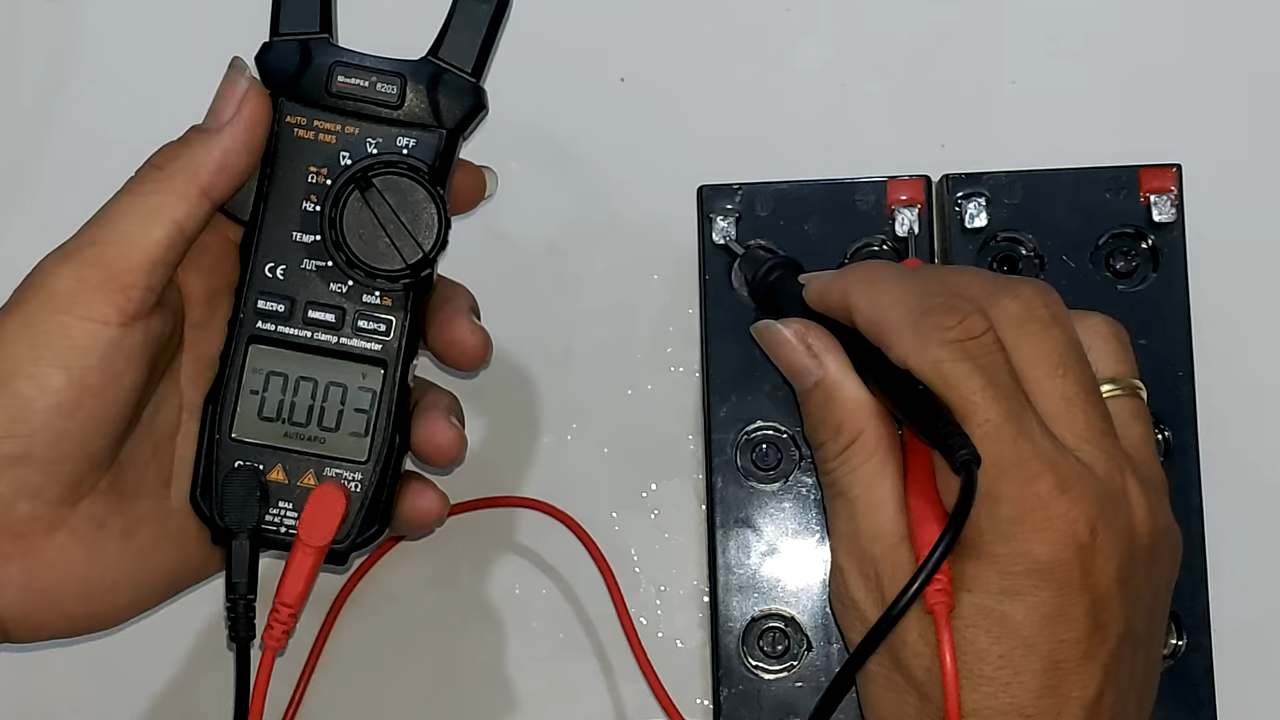 WinAPEX 8203
AUTO POWER OFF
TRUE RMS
OFF
Ω
Hz
%
TEMP
NCV
600A
CE
SELECT
RANGE/REL
HOLD
Auto measure clamp multimeter
DC V
-0.003
AUTO APO
MAX